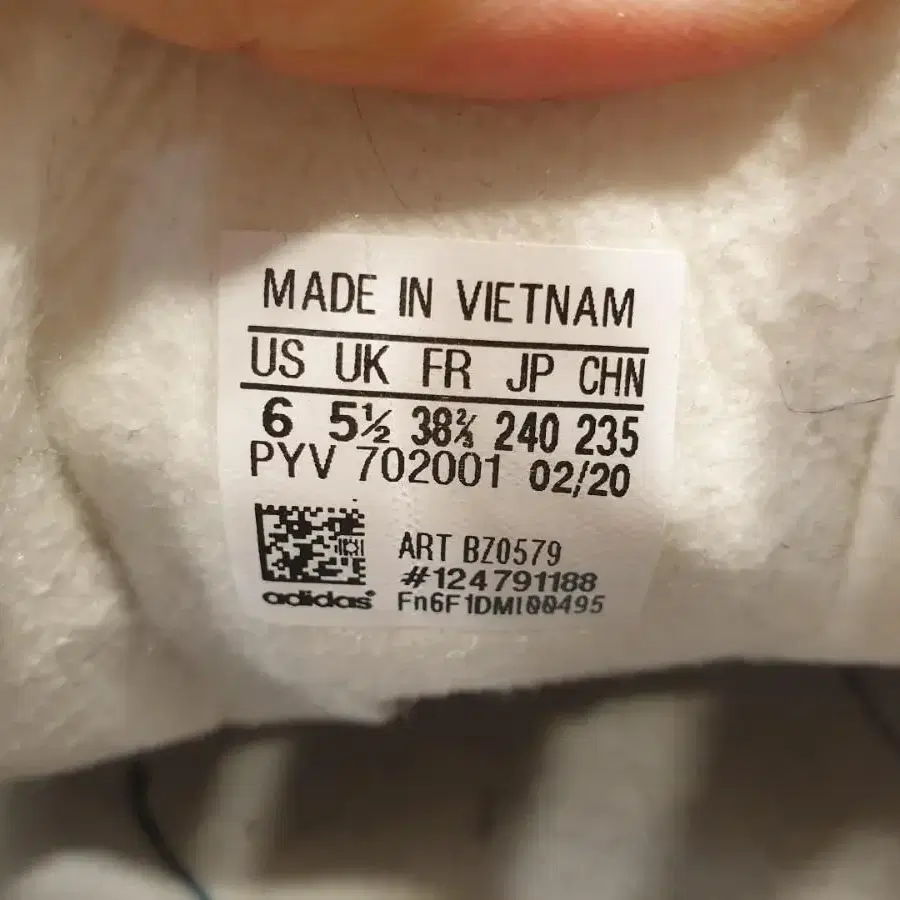 MADE IN VIETNAM
US UK FR JP CHN
6 5½ 38⅔ 240 235
PYV 702001 02/20
ART BZ0579
#124791188
adidas® Fn6F1DMI00495